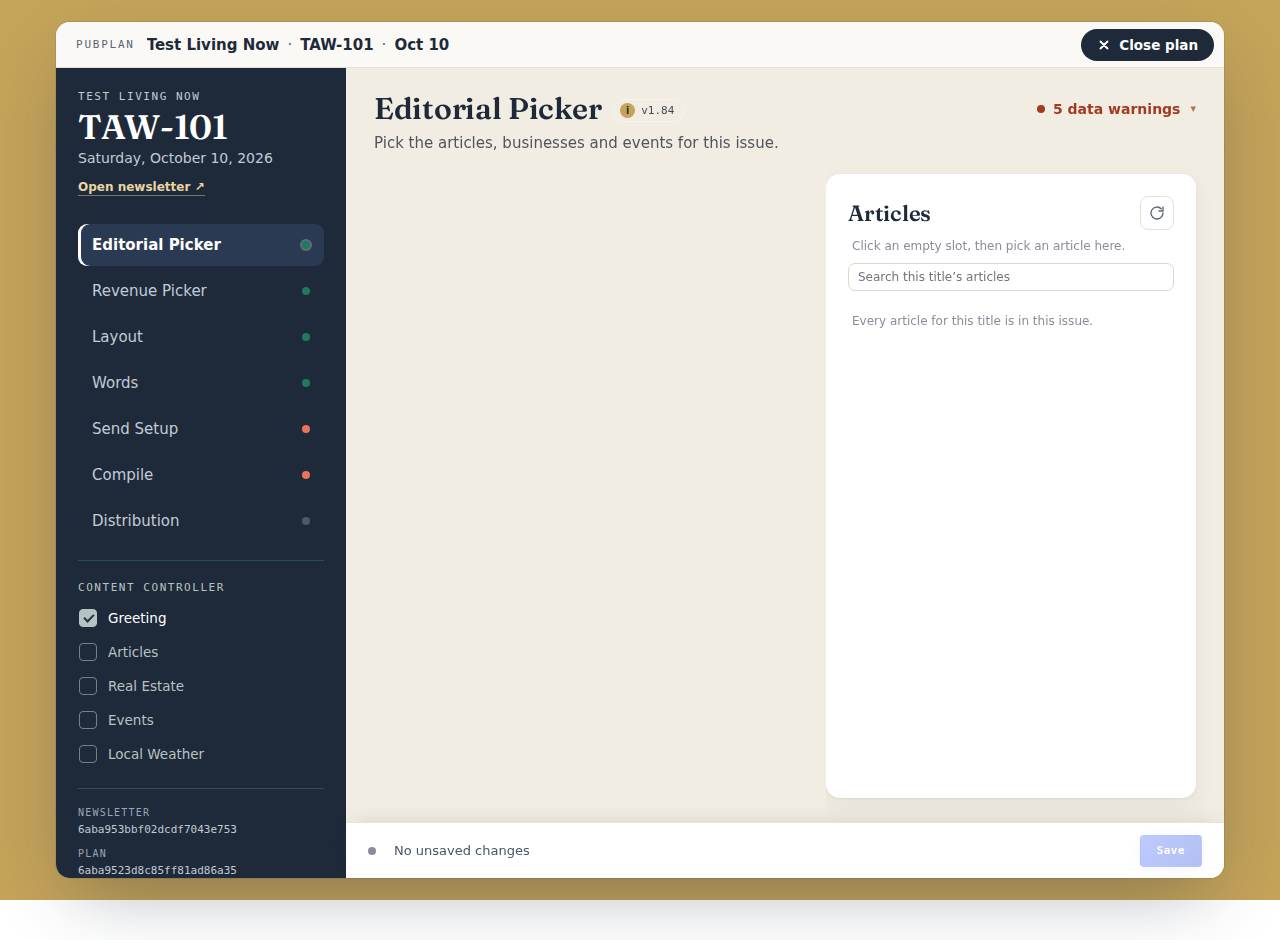 PUBPLAN Test Living Now · TAW-101 · Oct 10
✕ Close plan
TEST LIVING NOW
TAW-101
Saturday, October 10, 2026
Open newsletter ↗
Editorial Picker
Revenue Picker
Layout
Words
Send Setup
Compile
Distribution
CONTENT CONTROLLER
Greeting
Articles
Real Estate
Events
Local Weather
NEWSLETTER
6aba953bbf02dcdf7043e753
PLAN
6aba9523d8c85ff81ad86a35
Editorial Picker i v1.84
5 data warnings ▾
Pick the articles, businesses and events for this issue.
Articles
Click an empty slot, then pick an article here.
Search this title’s articles
Every article for this title is in this issue.
No unsaved changes
Save